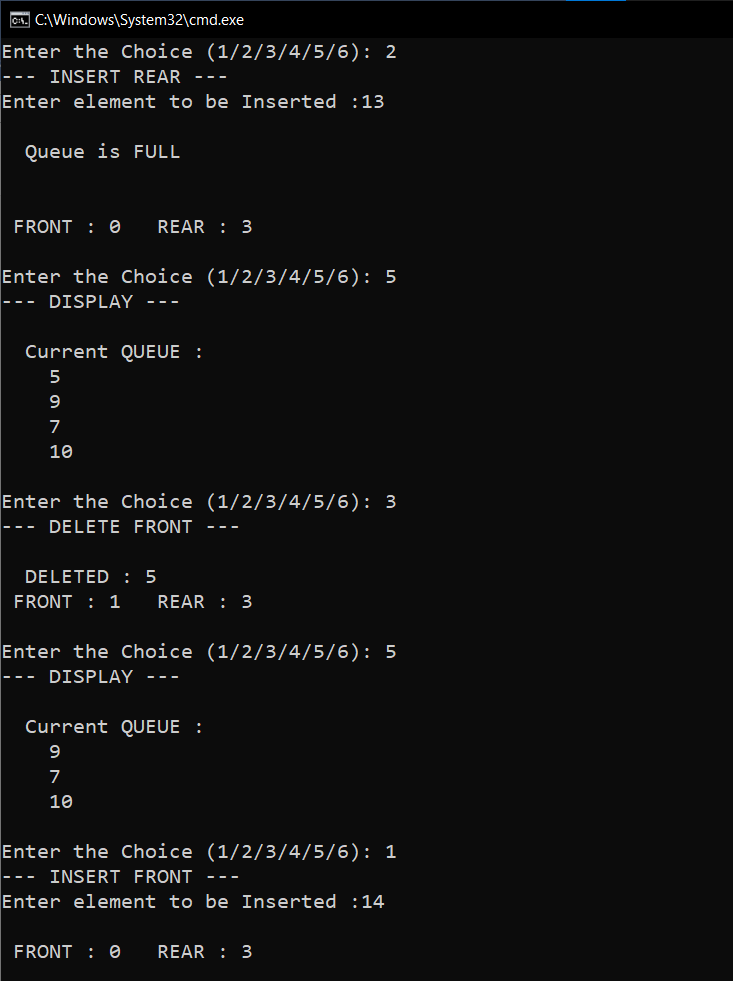 C:\Windows\System32\cmd.exe
Enter the Choice (1/2/3/4/5/6): 2
--- INSERT REAR ---
Enter element to be Inserted :13
Queue is FULL
FRONT : 0   REAR : 3
Enter the Choice (1/2/3/4/5/6): 5
--- DISPLAY ---
Current QUEUE :
5
9
7
10
Enter the Choice (1/2/3/4/5/6): 3
--- DELETE FRONT ---
DELETED : 5
FRONT : 1   REAR : 3
Enter the Choice (1/2/3/4/5/6): 5
--- DISPLAY ---
Current QUEUE :
9
7
10
Enter the Choice (1/2/3/4/5/6): 1
--- INSERT FRONT ---
Enter element to be Inserted :14
FRONT : 0   REAR : 3